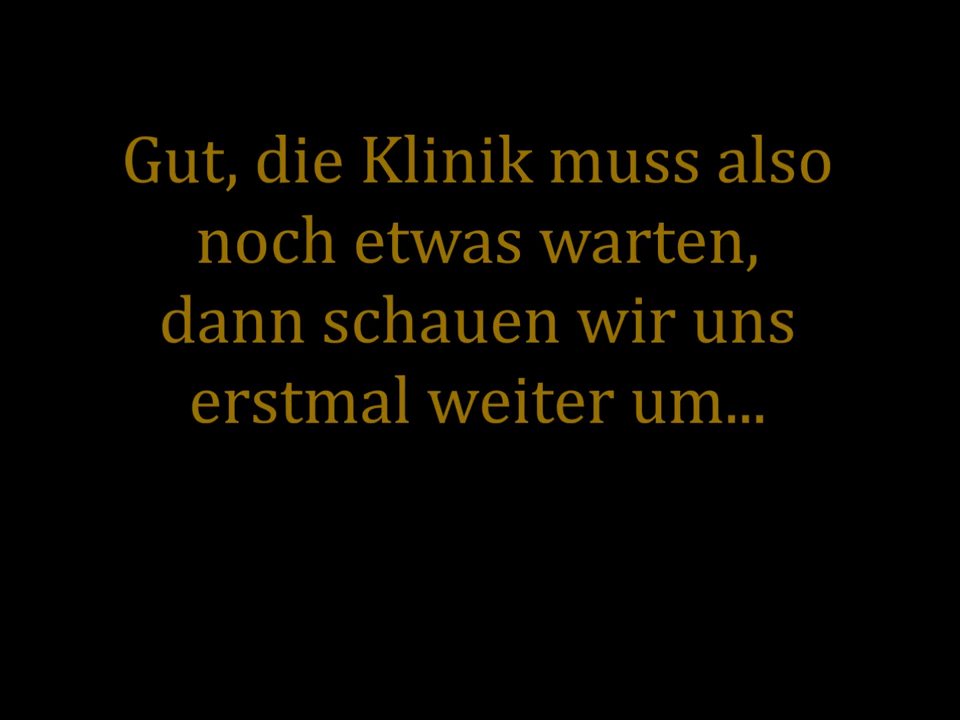 Gut, die Klinik muss also
noch etwas warten,
dann schauen wir uns
erstmal weiter um...